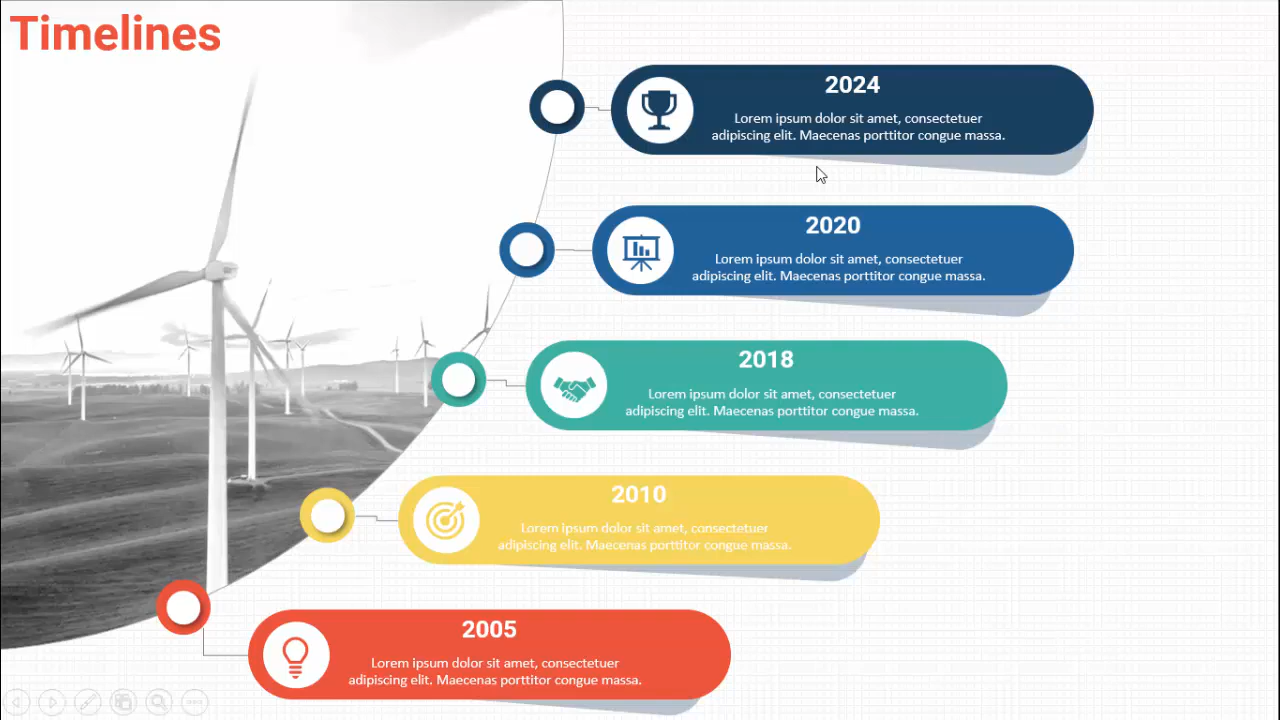 Timelines
2024
Lorem ipsum dolor sit amet, consectetuer
adipiscing elit. Maecenas porttitor congue massa.
2020
Lorem ipsum dolor sit amet, consectetuer
adipiscing elit. Maecenas porttitor congue massa.
2018
Lorem ipsum dolor sit amet, consectetuer
adipiscing elit. Maecenas porttitor congue massa.
2010
Lorem ipsum dolor sit amet, consectetuer
adipiscing elit. Maecenas porttitor congue massa.
2005
Lorem ipsum dolor sit amet, consectetuer
adipiscing elit. Maecenas porttitor congue massa.